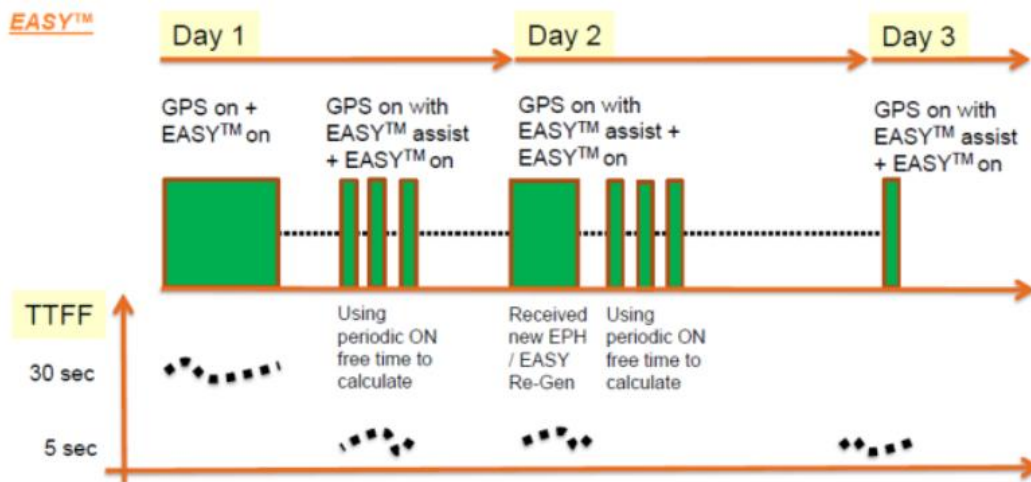 EASY™
Day 1
Day 2
Day 3
GPS on +
EASY™ on
GPS on with
EASY™ assist
+ EASY™ on
GPS on with
EASY™ assist +
EASY™ on
GPS on with
EASY™ assist
+ EASY™ on
Using
periodic ON
free time to
calculate
Received
new EPH
/ EASY
Re-Gen
Using
periodic ON
free time to
calculate
TTFF
30 sec
5 sec